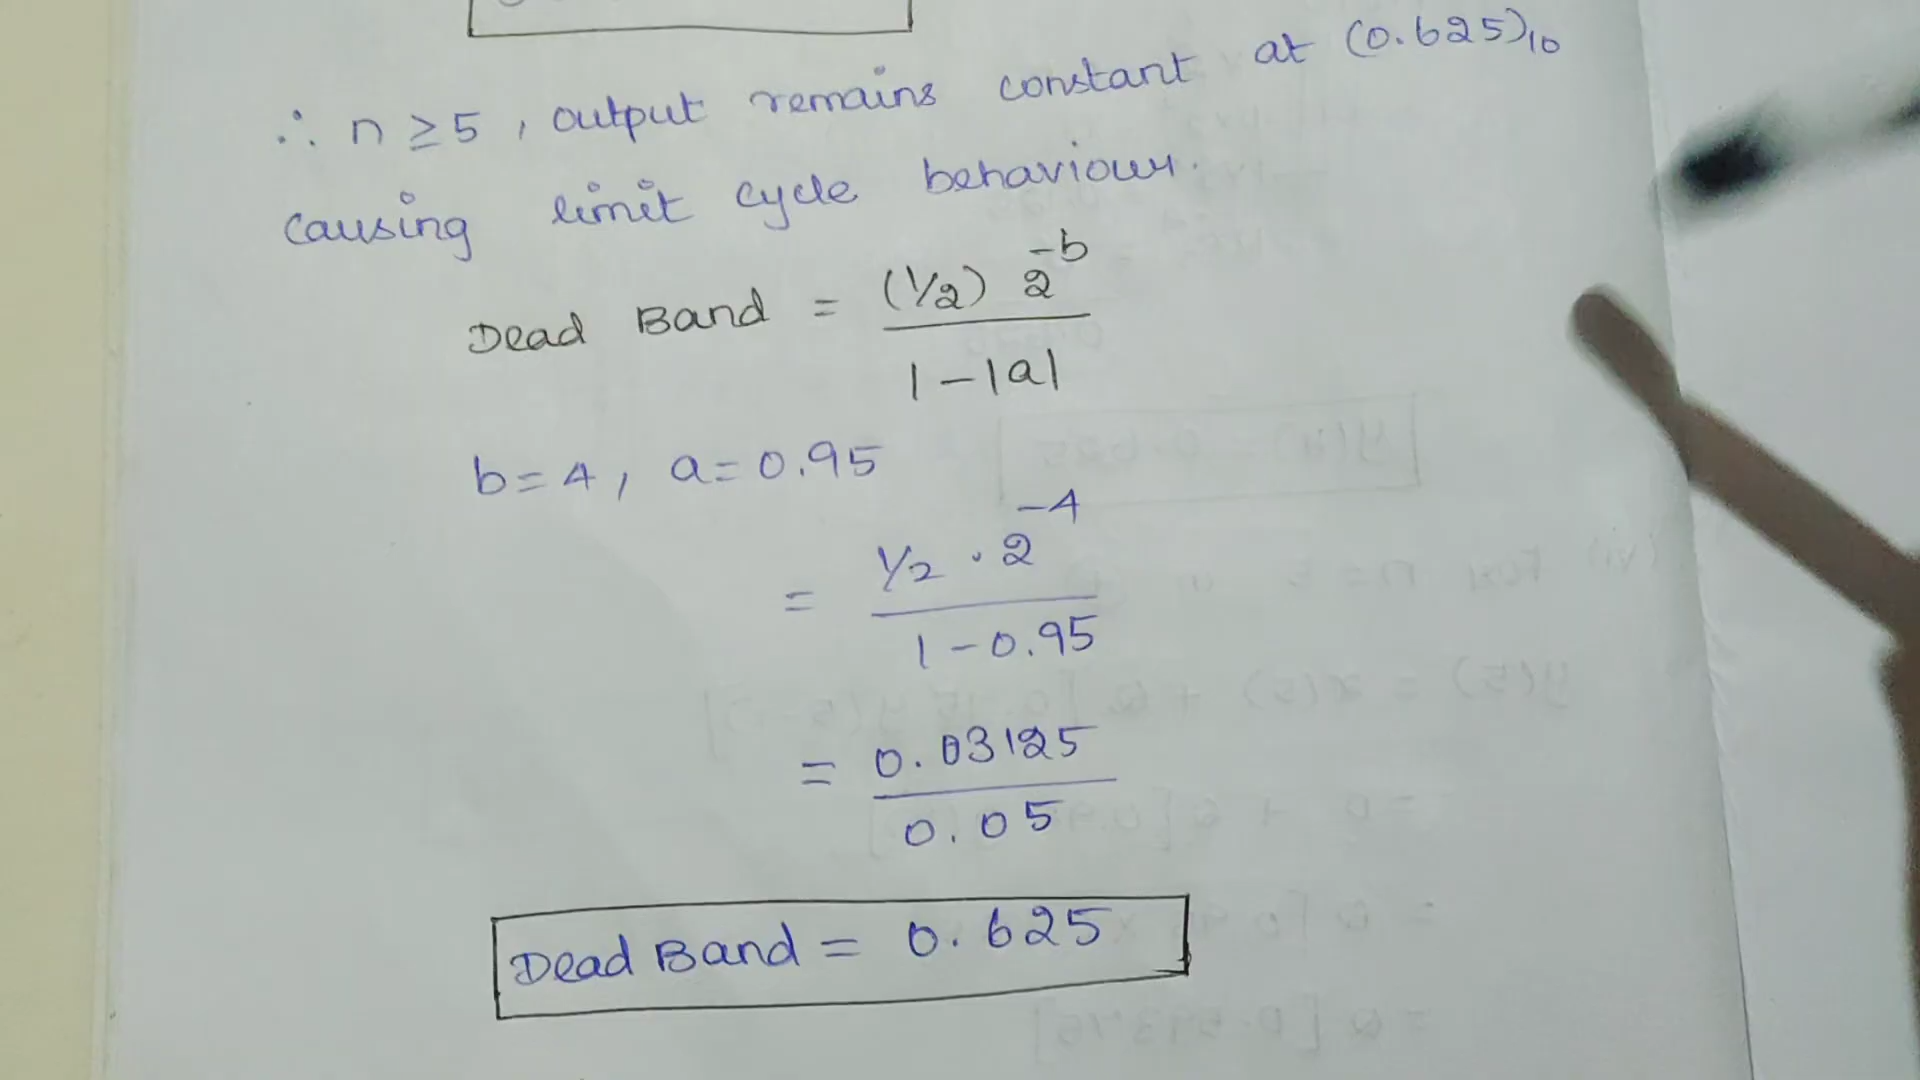 ∴ n ≥ 5 , output remains constant at (0.625)₁₀
causing limit cycle behaviour.
Dead Band = (1/2) 2^-b / 1 - |a|
b = 4 , a = 0.95
= 1/2 . 2^-4 / 1 - 0.95
= 0.03125 / 0.05
Dead Band = 0.625